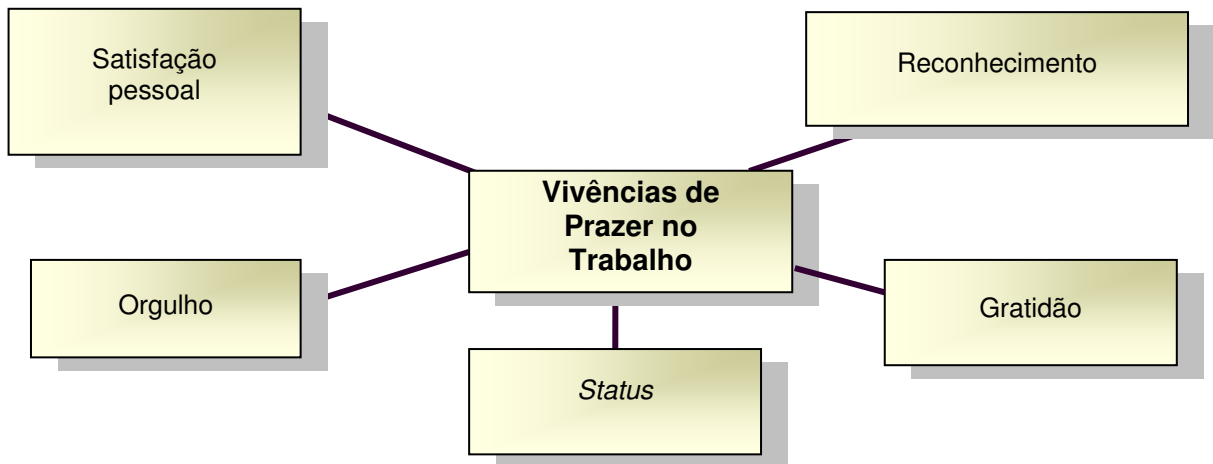 Satisfação
pessoal
Reconhecimento
Vivências de
Prazer no
Trabalho
Orgulho
Gratidão
Status